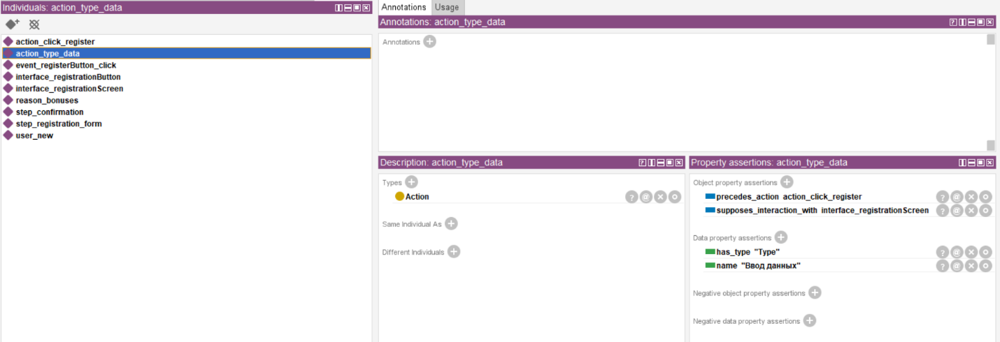 Individuals: action_type_data
action_click_register
action_type_data
event_registerButton_click
interface_registrationButton
interface_registrationScreen
reason_bonuses
step_confirmation
step_registration_form
user_new
Annotations Usage
Annotations: action_type_data
Annotations
Description: action_type_data
Types
Action
Same Individual As
Different Individuals
Property assertions: action_type_data
Object property assertions
precedes_action action_click_register
supposes_interaction_with interface_registrationScreen
Data property assertions
has_type "Type"
name "Ввод данных"
Negative object property assertions
Negative data property assertions